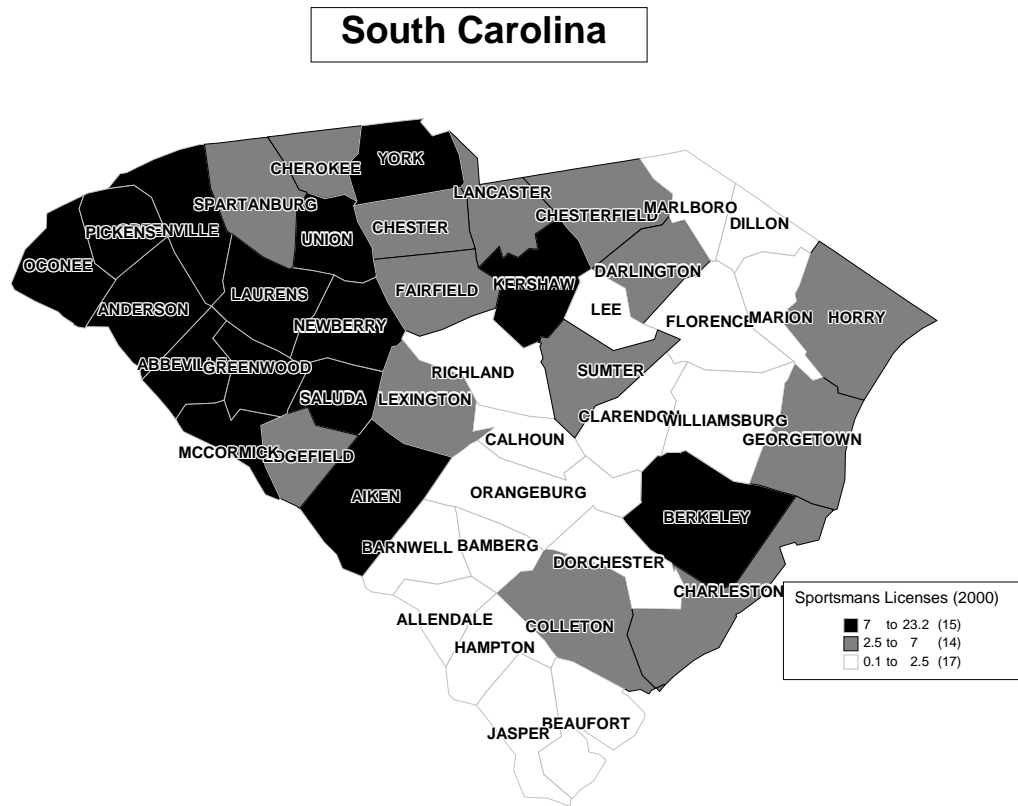 South Carolina
YORK
CHEROKEE
LANCASTER
SPARTANBURG
CHESTERFIELD
MARLBORO
DILLON
CHESTER
PICKENS
GREENVILLE
UNION
OCONEE
DARLINGTON
KERSHAW
FAIRFIELD
LAURENS
ANDERSON
LEE
NEWBERRY
FLORENCE
MARION
HORRY
ABBEVILLE
GREENWOOD
RICHLAND
SUMTER
SALUDA
LEXINGTON
CLARENDON
WILLIAMSBURG
CALHOUN
GEORGETOWN
MCCORMICK
EDGEFIELD
AIKEN
ORANGEBURG
BERKELEY
BARNWELL
BAMBERG
DORCHESTER
CHARLESTON
ALLENDALE
COLLETON
HAMPTON
BEAUFORT
JASPER
Sportsmans Licenses (2000)
7 to 23.2 (15)
2.5 to 7 (14)
0.1 to 2.5 (17)